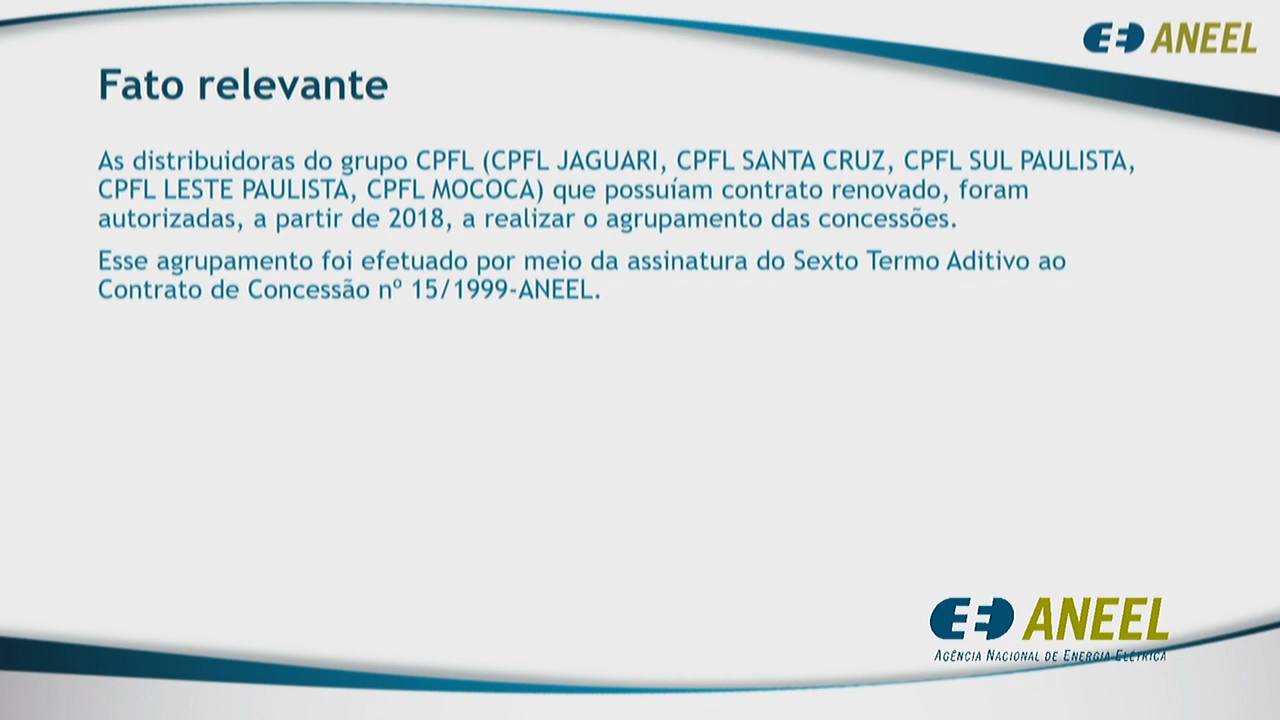 ANEEL
Fato relevante
As distribuidoras do grupo CPFL (CPFL JAGUARI, CPFL SANTA CRUZ, CPFL SUL PAULISTA,
CPFL LESTE PAULISTA, CPFL MOCOCA) que possuíam contrato renovado, foram
autorizadas, a partir de 2018, a realizar o agrupamento das concessões.
Esse agrupamento foi efetuado por meio da assinatura do Sexto Termo Aditivo ao
Contrato de Concessão nº 15/1999-ANEEL.
ANEEL
AGÊNCIA NACIONAL DE ENERGIA ELÉTRICA